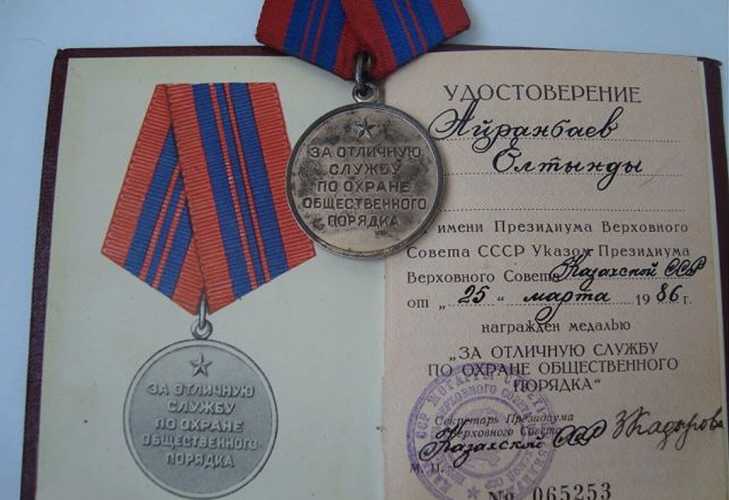 ЗА ОТЛИЧНУЮ
СЛУЖБУ
ПО ОХРАНЕ
ОБЩЕСТВЕННОГО
ПОРЯДКА
ЗА ОТЛИЧНУЮ
СЛУЖБУ
ПО ОХРАНЕ
ОБЩЕСТВЕННОГО
ПОРЯДКА
УДОСТОВЕРЕНИЕ
Айранбаев
Олтынды
имени Президиума Верховного
Совета СССР Указом Президиума
Верховного Совета Казахской ССР
от „25" марта 1986 г.
награжден медалью
„ЗА ОТЛИЧНУЮ СЛУЖБУ
ПО ОХРАНЕ ОБЩЕСТВЕННОГО
ПОРЯДКА"
Секретарь Президиума
Верховного Совета
Казахской ССР З Кадырова
М. П.
№ 065253